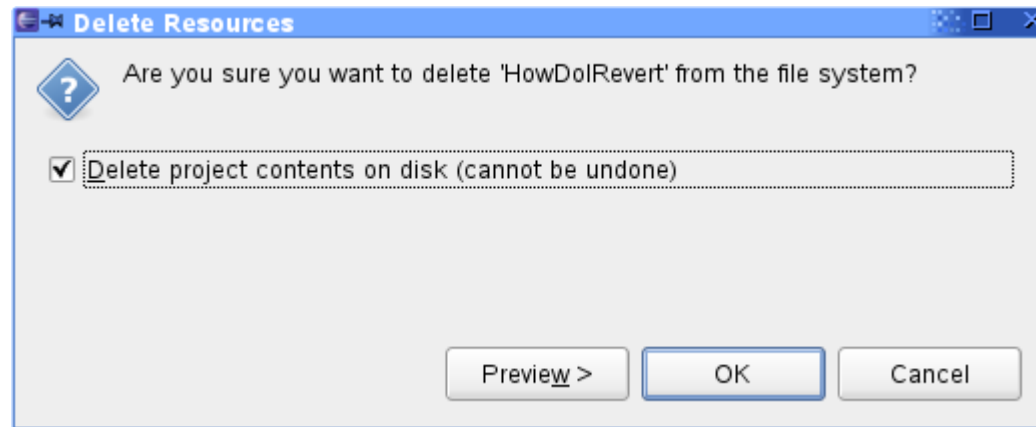 Delete Resources
Are you sure you want to delete 'HowDoIRevert' from the file system?
Delete project contents on disk (cannot be undone)
Preview > OK Cancel